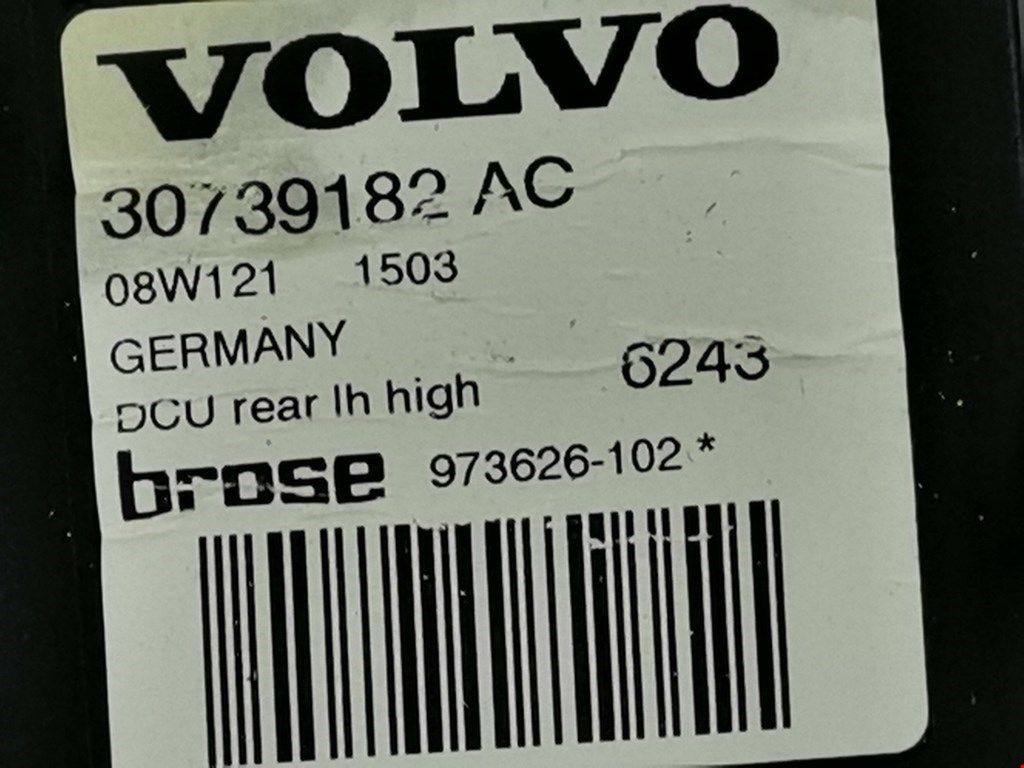 VOLVO
30739182 AC
08W121 1503
GERMANY
DCU rear lh high 6243
brose 973626-102 *